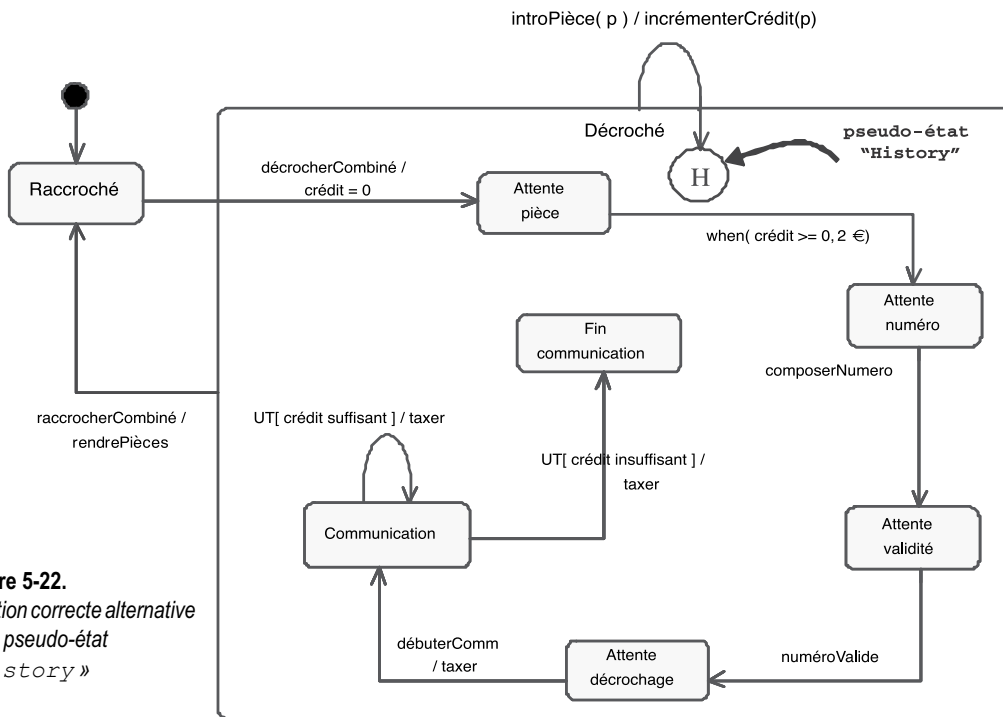 introPièce( p ) / incrémenterCrédit(p)
Décroché
pseudo-état
"History"
H
Raccroché
décrocherCombiné /
crédit = 0
Attente
pièce
when( crédit >= 0, 2 €)
Attente
numéro
Fin
communication
composerNumero
raccrocherCombiné /
rendrePièces
UT[ crédit suffisant ] / taxer
UT[ crédit insuffisant ] /
taxer
Communication
Attente
validité
débuterComm
/ taxer
Attente
décrochage
numéroValide
re 5-22.
tion correcte alternative
pseudo-état
story »